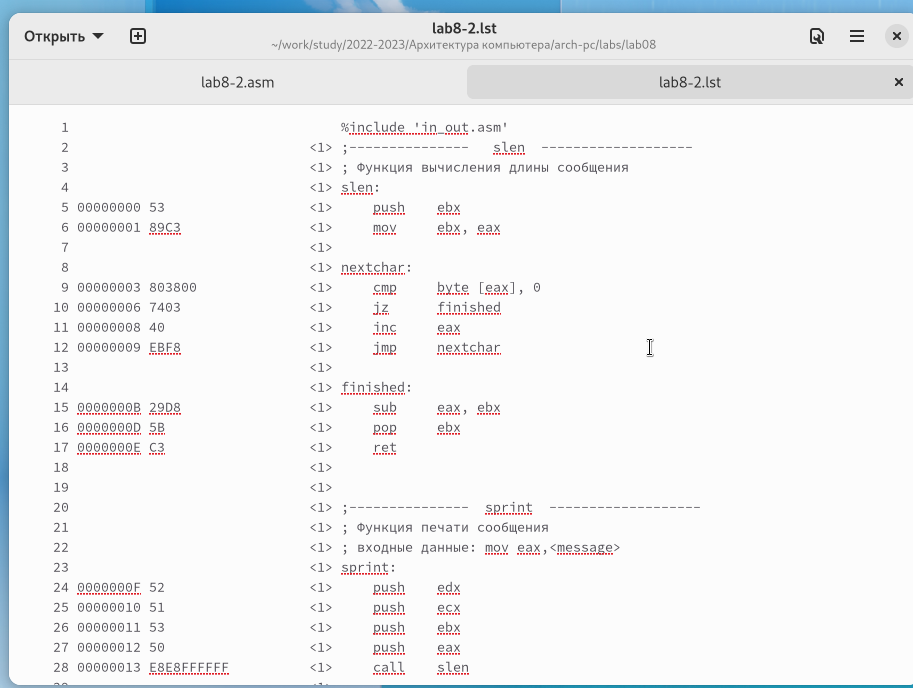 Открыть
lab8-2.lst
~/work/study/2022-2023/Архитектура компьютера/arch-pc/labs/lab08
lab8-2.asm
lab8-2.lst
1 %include 'in_out.asm'
2 <1> ;--------------- slen -------------------
3 <1> ; Функция вычисления длины сообщения
4 <1> slen:
5 00000000 53 <1> push ebx
6 00000001 89C3 <1> mov ebx, eax
7 <1>
8 <1> nextchar:
9 00000003 803800 <1> cmp byte [eax], 0
10 00000006 7403 <1> jz finished
11 00000008 40 <1> inc eax
12 00000009 EBF8 <1> jmp nextchar
13 <1>
14 <1> finished:
15 0000000B 29D8 <1> sub eax, ebx
16 0000000D 5B <1> pop ebx
17 0000000E C3 <1> ret
18 <1>
19 <1>
20 <1> ;--------------- sprint -------------------
21 <1> ; Функция печати сообщения
22 <1> ; входные данные: mov eax,<message>
23 <1> sprint:
24 0000000F 52 <1> push edx
25 00000010 51 <1> push ecx
26 00000011 53 <1> push ebx
27 00000012 50 <1> push eax
28 00000013 E8E8FFFFFF <1> call slen